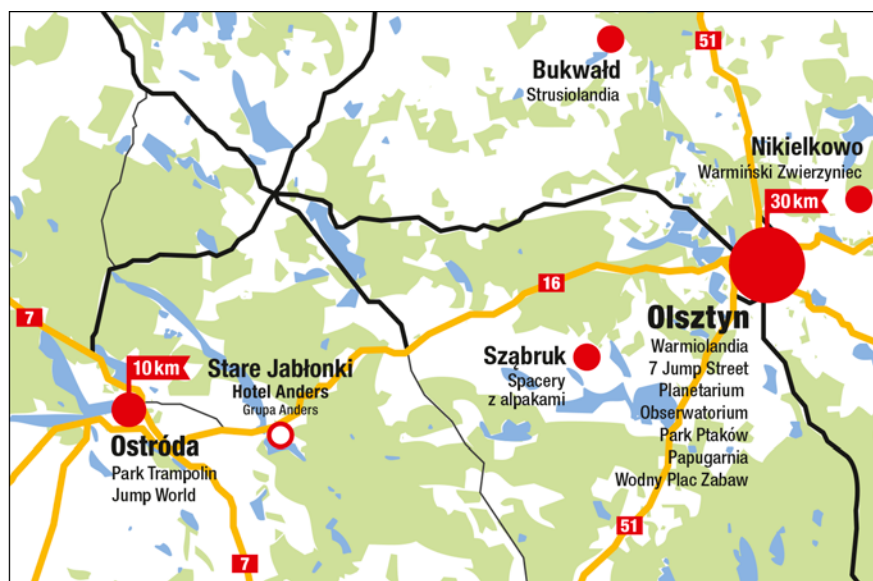 51
Bukwałd
Strusiolandia
Nikielkowo
Warmiński Zwierzyniec
30 km
16
7
Olsztyn
Warmiolandia
7 Jump Street
Planetarium
Obserwatorium
Park Ptaków
Papugarnia
Wodny Plac Zabaw
Sząbruk
Spacery
z alpakami
Stare Jabłonki
Hotel Anders
Grupa Anders
10 km
Ostróda
Park Trampolin
Jump World
51
7